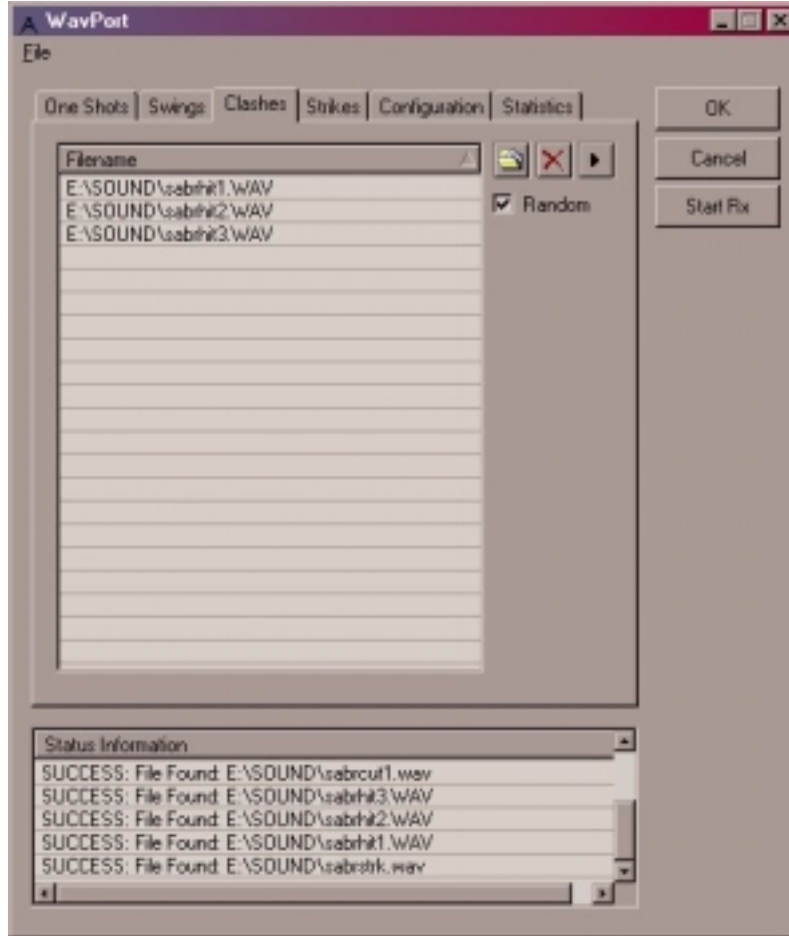 WavPort
File
One Shots Swings Clashes Strikes Configuration Statistics
OK
Cancel
Start Rx
Filename
E:\SOUND\sabrhit1.WAV
E:\SOUND\sabrhit2.WAV
E:\SOUND\sabrhit3.WAV
Random
Status Information
SUCCESS: File Found: E:\SOUND\sabrcut1.wav
SUCCESS: File Found: E:\SOUND\sabrhit3.WAV
SUCCESS: File Found: E:\SOUND\sabrhit2.WAV
SUCCESS: File Found: E:\SOUND\sabrhit1.WAV
SUCCESS: File Found: E:\SOUND\sabrstrk.wav